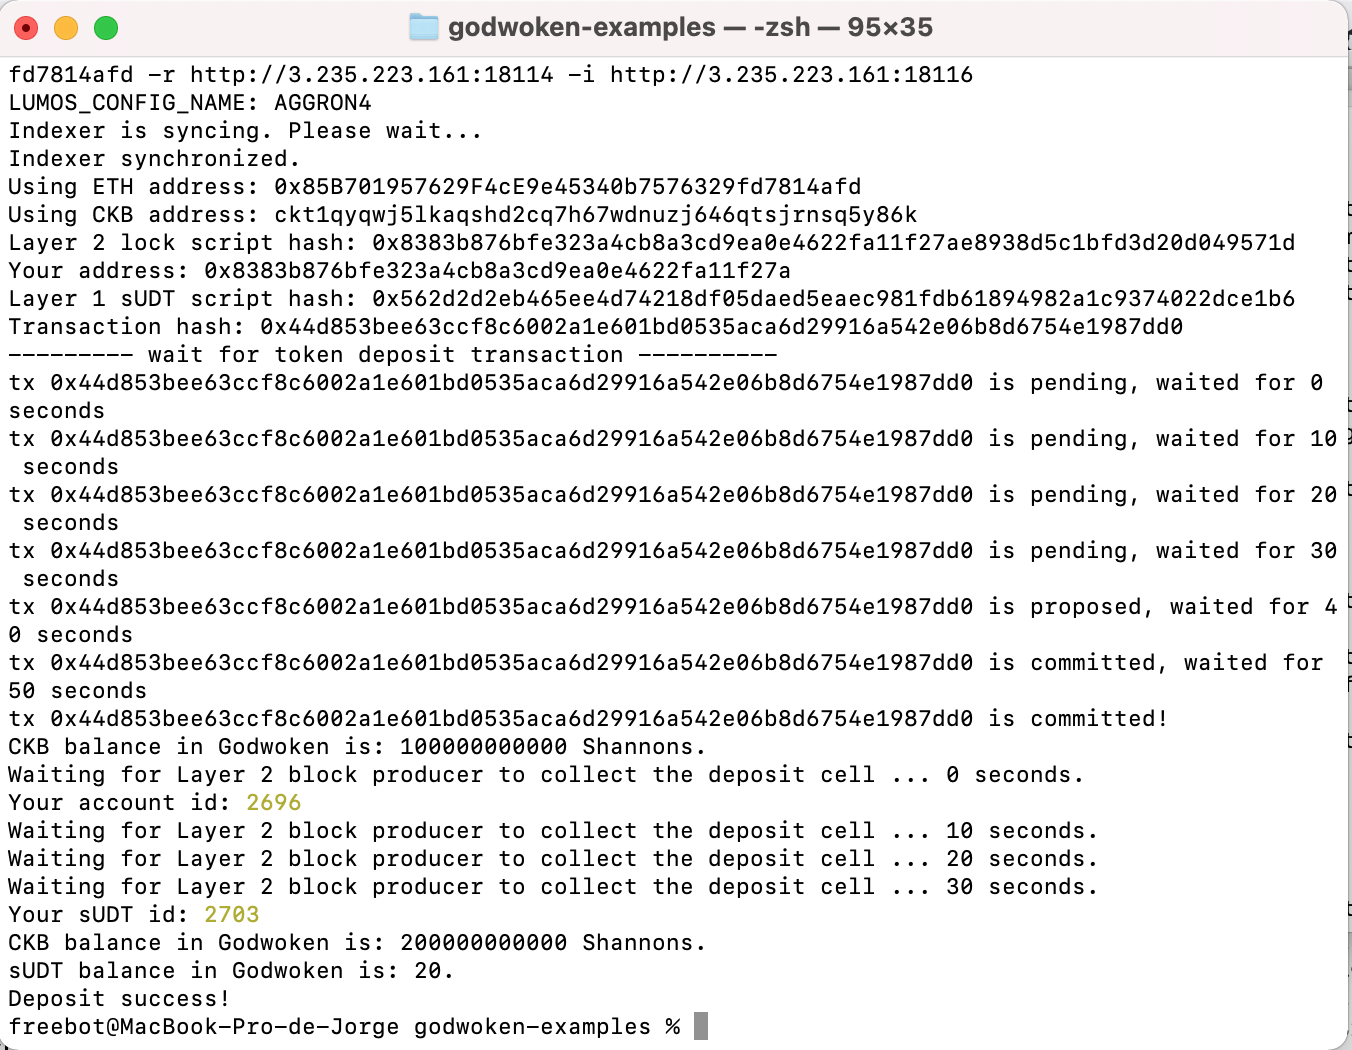 godwoken-examples — -zsh — 95×35
fd7814afd -r http://3.235.223.161:18114 -i http://3.235.223.161:18116
LUMOS_CONFIG_NAME: AGGRON4
Indexer is syncing. Please wait...
Indexer synchronized.
Using ETH address: 0x85B701957629F4cE9e45340b7576329fd7814afd
Using CKB address: ckt1qyqwj5lkaqshd2cq7h67wdnuzj646qtsjrnsq5y86k
Layer 2 lock script hash: 0x8383b876bfe323a4cb8a3cd9ea0e4622fa11f27ae8938d5c1bfd3d20d049571d
Your address: 0x8383b876bfe323a4cb8a3cd9ea0e4622fa11f27a
Layer 1 sUDT script hash: 0x562d2d2eb465ee4d74218df05daed5eaec981fdb61894982a1c9374022dce1b6
Transaction hash: 0x44d853bee63ccf8c6002a1e601bd0535aca6d29916a542e06b8d6754e1987dd0
--------- wait for token deposit transaction ----------
tx 0x44d853bee63ccf8c6002a1e601bd0535aca6d29916a542e06b8d6754e1987dd0 is pending, waited for 0
seconds
tx 0x44d853bee63ccf8c6002a1e601bd0535aca6d29916a542e06b8d6754e1987dd0 is pending, waited for 10
 seconds
tx 0x44d853bee63ccf8c6002a1e601bd0535aca6d29916a542e06b8d6754e1987dd0 is pending, waited for 20
 seconds
tx 0x44d853bee63ccf8c6002a1e601bd0535aca6d29916a542e06b8d6754e1987dd0 is pending, waited for 30
 seconds
tx 0x44d853bee63ccf8c6002a1e601bd0535aca6d29916a542e06b8d6754e1987dd0 is proposed, waited for 4
0 seconds
tx 0x44d853bee63ccf8c6002a1e601bd0535aca6d29916a542e06b8d6754e1987dd0 is committed, waited for
50 seconds
tx 0x44d853bee63ccf8c6002a1e601bd0535aca6d29916a542e06b8d6754e1987dd0 is committed!
CKB balance in Godwoken is: 100000000000 Shannons.
Waiting for Layer 2 block producer to collect the deposit cell ... 0 seconds.
Your account id: 2696
Waiting for Layer 2 block producer to collect the deposit cell ... 10 seconds.
Waiting for Layer 2 block producer to collect the deposit cell ... 20 seconds.
Waiting for Layer 2 block producer to collect the deposit cell ... 30 seconds.
Your sUDT id: 2703
CKB balance in Godwoken is: 200000000000 Shannons.
sUDT balance in Godwoken is: 20.
Deposit success!
freebot@MacBook-Pro-de-Jorge godwoken-examples %